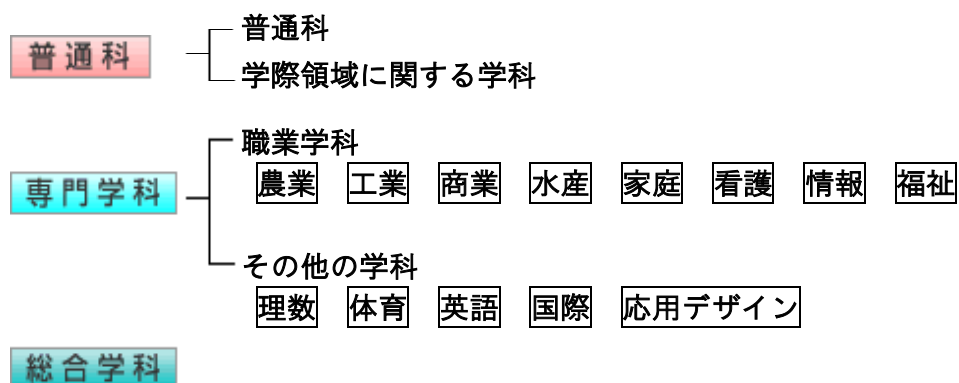 普通科
普通科
学際領域に関する学科
専門学科
職業学科
農業 工業 商業 水産 家庭 看護 情報 福祉
その他の学科
理数 体育 英語 国際 応用デザイン
総合学科